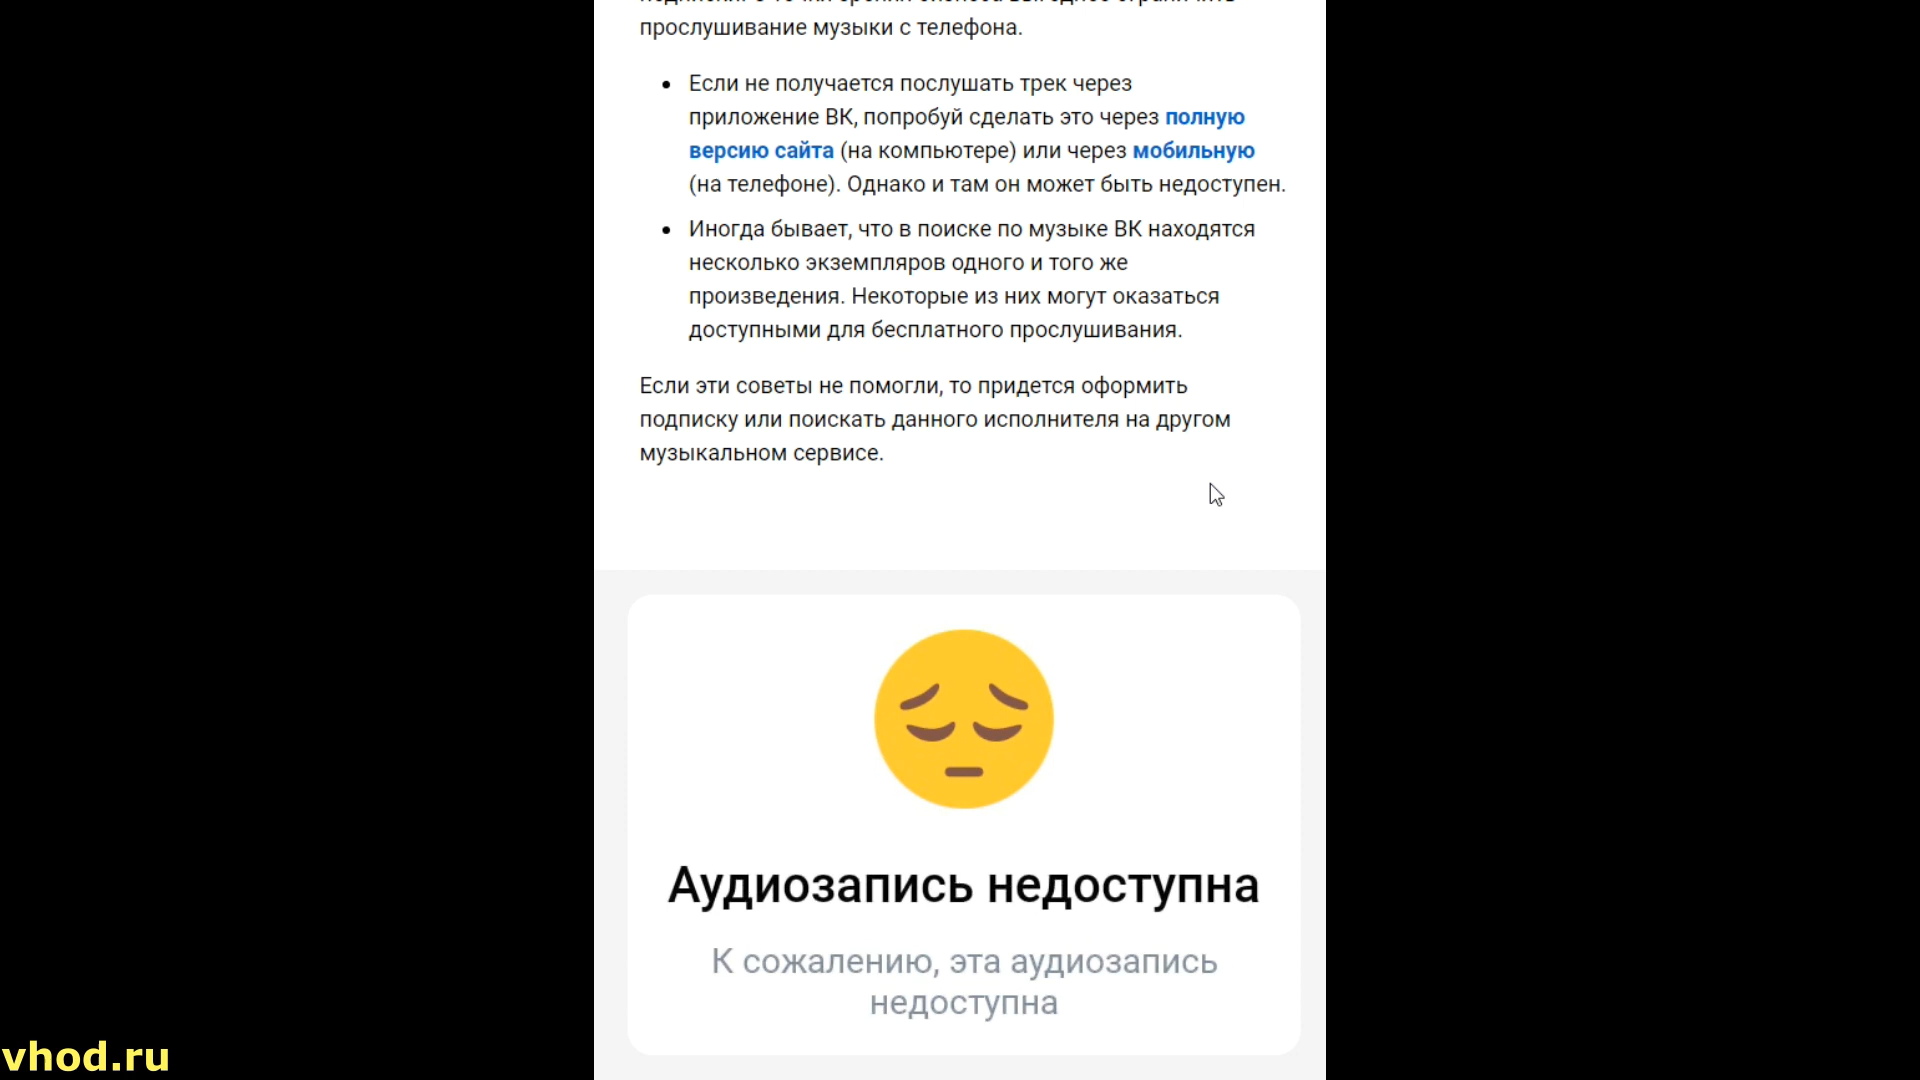 прослушивание музыки с телефона.
Если не получается послушать трек через
приложение ВК, попробуй сделать это через полную
версию сайта (на компьютере) или через мобильную
(на телефоне). Однако и там он может быть недоступен.
Иногда бывает, что в поиске по музыке ВК находятся
несколько экземпляров одного и того же
произведения. Некоторые из них могут оказаться
доступными для бесплатного прослушивания.
Если эти советы не помогли, то придется оформить
подписку или поискать данного исполнителя на другом
музыкальном сервисе.
Аудиозапись недоступна
К сожалению, эта аудиозапись
недоступна
vhod.ru